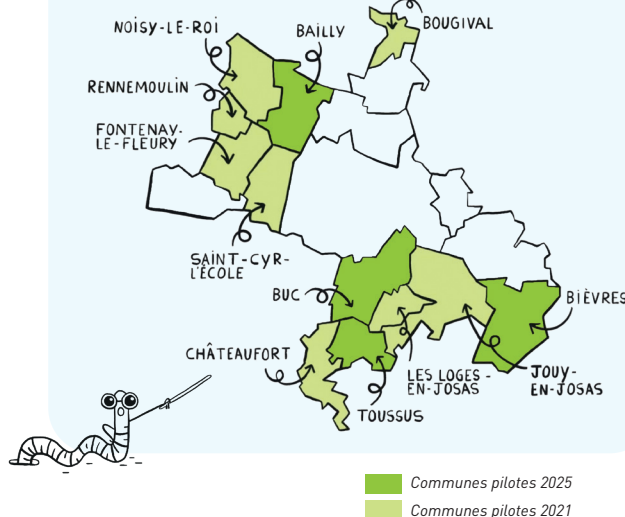 NOISY-LE-ROI
BAILLY
BOUGIVAL
RENNEMOULIN
FONTENAY-
LE-FLEURY
SAINT-CYR-
L'ÉCOLE
BUC
BIÈVRES
CHÂTEAUFORT
LES LOGES-
EN-JOSAS
JOUY-
EN-JOSAS
TOUSSUS
Communes pilotes 2025
Communes pilotes 2021